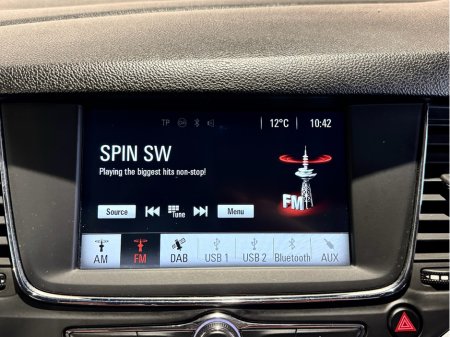 TP
12°C
10:42
SPIN SW
Playing the biggest hits non-stop!
FM
Source
Tune
Menu
AM
FM
DAB
USB 1
USB 2
Bluetooth
AUX